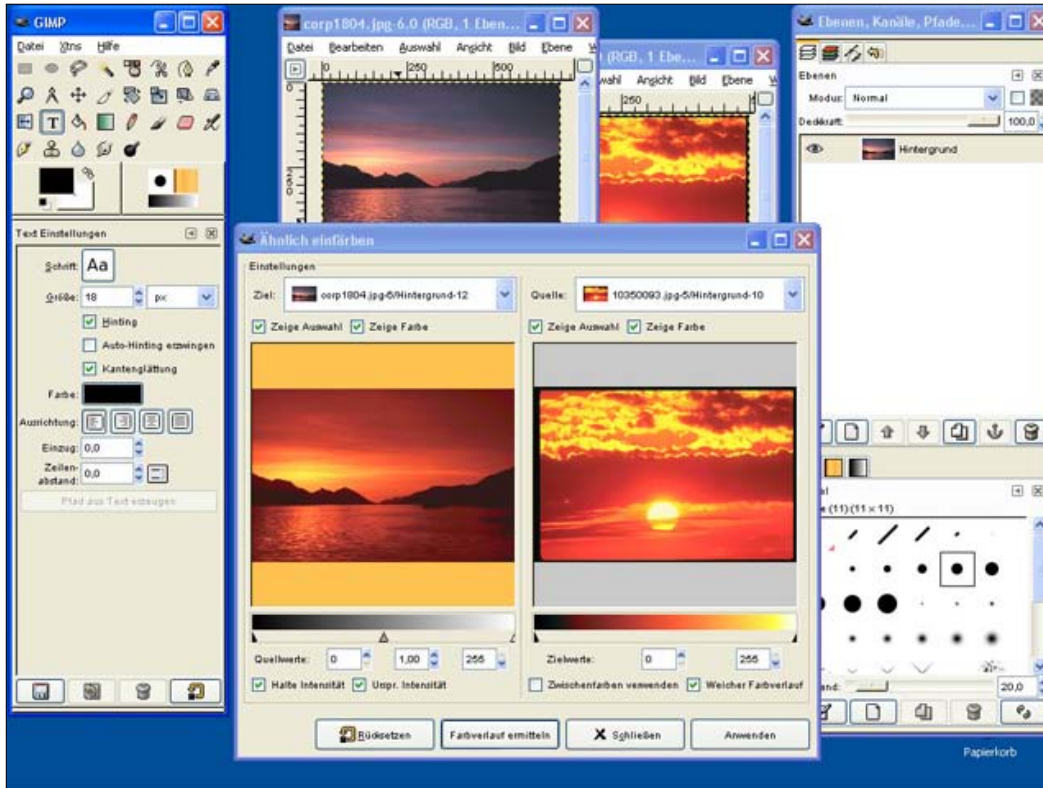 GIMP
Datei Xtns Hilfe
Text Einstellungen
Schrift: Aa
Größe: 18 px
Hinting
Auto-Hinting erzwingen
Kantenglättung
Farbe:
Ausrichtung:
Einzug: 0,0
Zeilen-
abstand: 0,0
Pfad aus Text erzeugen
corp1804.jpg-6.0 (RGB, 1 Eben...
Datei Bearbeiten Auswahl Ansicht Bild Ebene
0 250 500
(RGB, 1 Ebe...
wahl Ansicht Bild Ebene
250
Ähnlich einfärben
Einstellungen
Ziel: corp1804.jpg-6/Hintergrund-12
Zeige Auswahl Zeige Farbe
Quellwerte: 0 1,00 255
Halte Intensität Urspr. Intensität
Quelle: 10350093.jpg-5/Hintergrund-10
Zeige Auswahl Zeige Farbe
Zielwerte: 0 255
Zwischenfarben verwenden Weicher Farbverlauf
Rücksetzen Farbverlauf ermitteln Schließen Anwenden
Ebenen, Kanäle, Pfade...
Ebenen
Modus: Normal
Deckkraft: 100,0
Hintergrund
(11) (11 × 11)
and: 20,0
Papierkorb